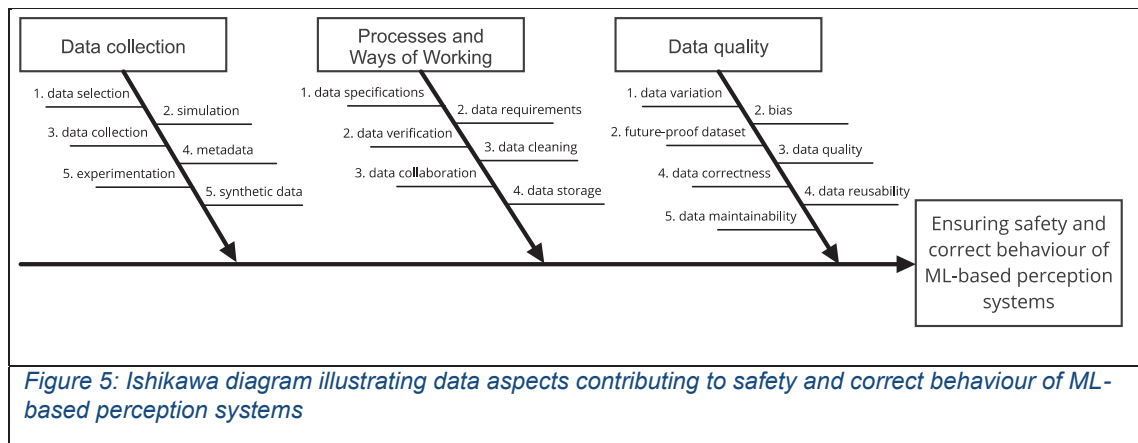 Data collection
1. data selection
2. simulation
3. data collection
4. metadata
5. experimentation
5. synthetic data
Processes and
Ways of Working
1. data specifications
2. data requirements
2. data verification
3. data cleaning
3. data collaboration
4. data storage
Data quality
1. data variation
2. bias
2. future-proof dataset
3. data quality
4. data correctness
4. data reusability
5. data maintainability
Ensuring safety and
correct behaviour of
ML-based perception
systems
Figure 5: Ishikawa diagram illustrating data aspects contributing to safety and correct behaviour of ML-
based perception systems